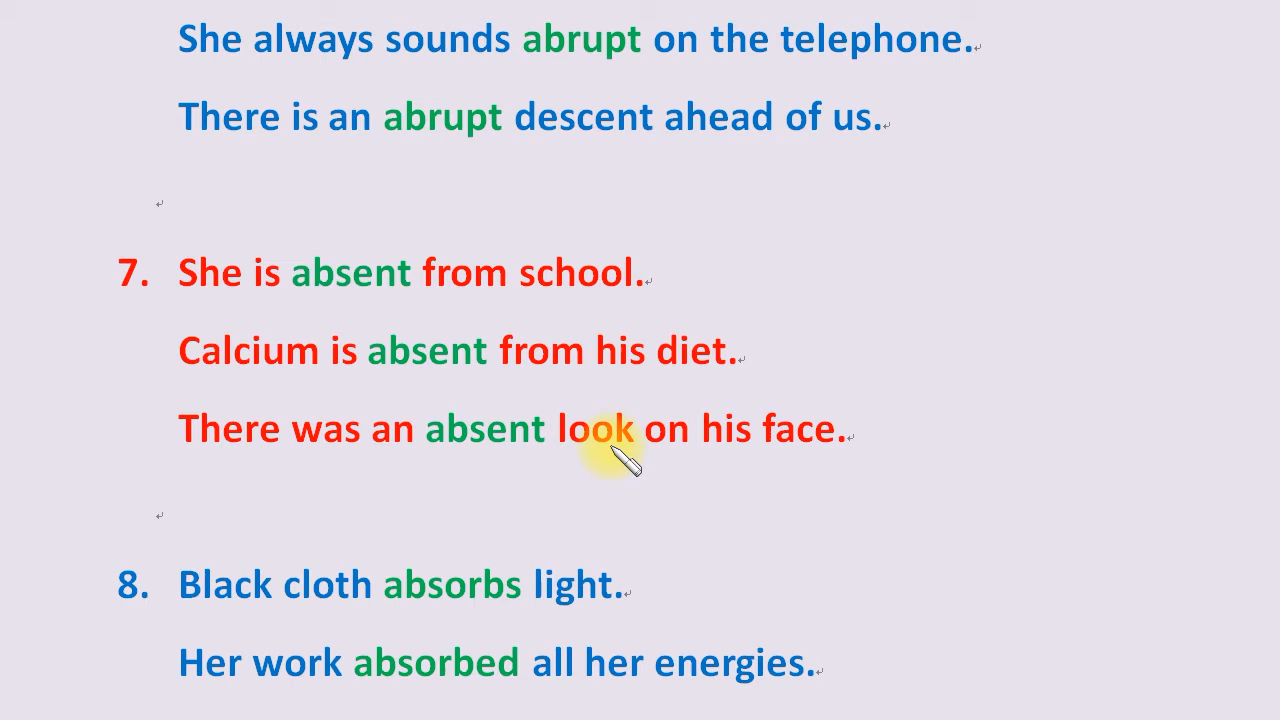 She always sounds abrupt on the telephone.
There is an abrupt descent ahead of us.
7. She is absent from school.
Calcium is absent from his diet.
There was an absent look on his face.
8. Black cloth absorbs light.
Her work absorbed all her energies.